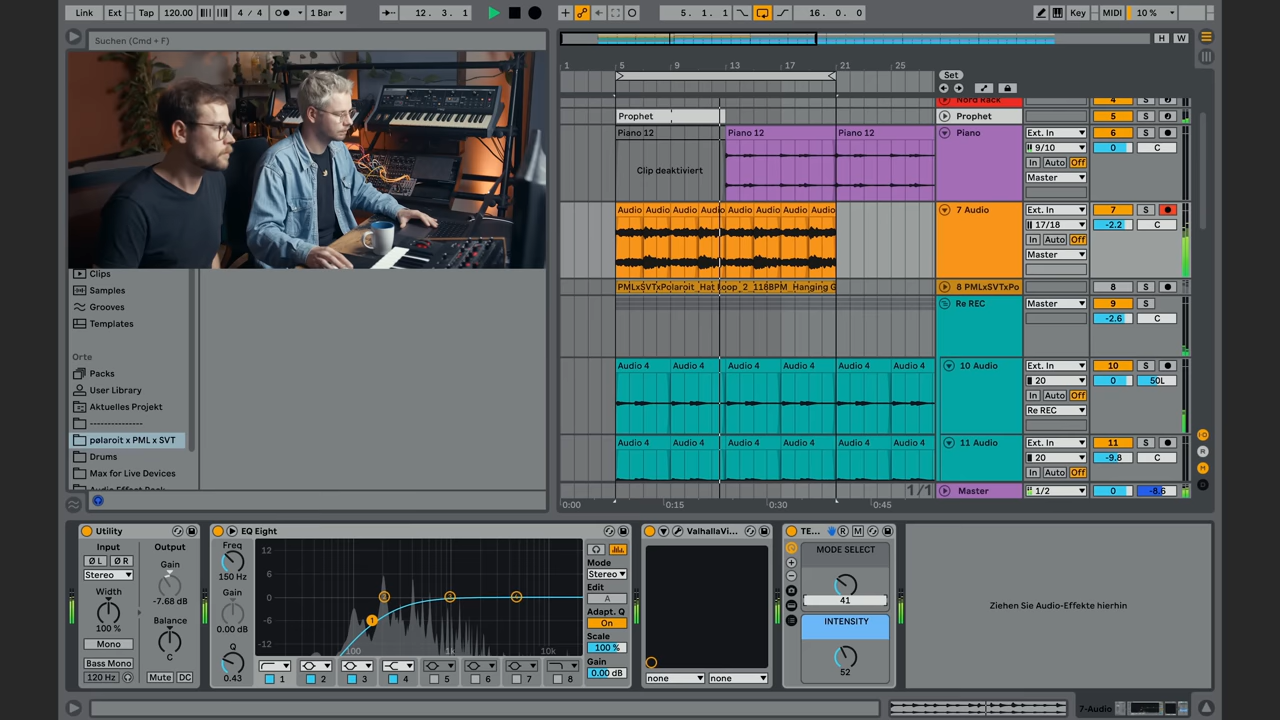 Link Ext Tap 120.00 4 / 4 1 Bar 12. 3. 1 5. 1. 1 16. 0. 0 Key MIDI 10 %
Suchen (Cmd + F)
H W
1 5 9 13 17 21 25
Set
Nord Rack 4 S
Prophet Prophet 5 S
Piano 12 Piano 12 Piano 12 Piano Ext. In 6 S
9/10 0 C
Clip deaktiviert In Auto Off
Master
Audio Audio Audio Audio Audio Audio Audio Audio 7 Audio Ext. In 7 S
17/18 -2.2 C
In Auto Off
Master
Clips
Samples
Grooves
Templates
PMLxSVTxPolaroit_Hat Loop_2_118BPM_Hanging G 8 PMLxSVTxPo 8 S
Re REC Master 9 S
-2.6 C
Orte
Packs
User Library
Aktuelles Projekt
---------------
pølaroit x PML x SVT
Drums
Max for Live Devices
Audio 4 Audio 4 Audio 4 Audio 4 Audio 4 Audio 4 10 Audio Ext. In 10 S
20 0 50L
In Auto Off
Re REC
Audio 4 Audio 4 Audio 4 Audio 4 Audio 4 Audio 4 11 Audio Ext. In 11 S
20 -9.8 C
In Auto Off
1/1 Master 1/2 0 -8.6
0:00 0:15 0:30 0:45
Utility
Input Output
Ø L Ø R Gain
Stereo -7.68 dB
Width Balance
100 %
Mono C
Bass Mono
120 Hz Mute DC
EQ Eight
Freq
150 Hz
Gain
0.00 dB
Q
0.43
12
6
0
-6
-12
100 1k 10k
1 2 3 4 5 6 7 8
Mode
Stereo
Edit
A
Adapt. Q
On
Scale
100 %
Gain
0.00 dB
ValhallaVi...
none none
TE... R M
MODE SELECT
41
INTENSITY
52
Ziehen Sie Audio-Effekte hierhin
7-Audio